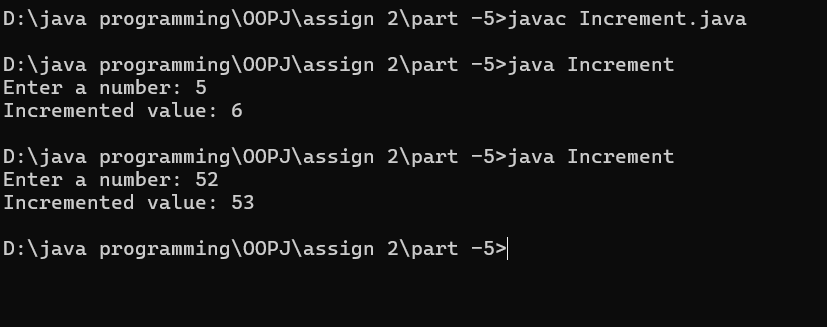 D:\java programming\OOPJ\assign 2\part -5>javac Increment.java
D:\java programming\OOPJ\assign 2\part -5>java Increment
Enter a number: 5
Incremented value: 6
D:\java programming\OOPJ\assign 2\part -5>java Increment
Enter a number: 52
Incremented value: 53
D:\java programming\OOPJ\assign 2\part -5>